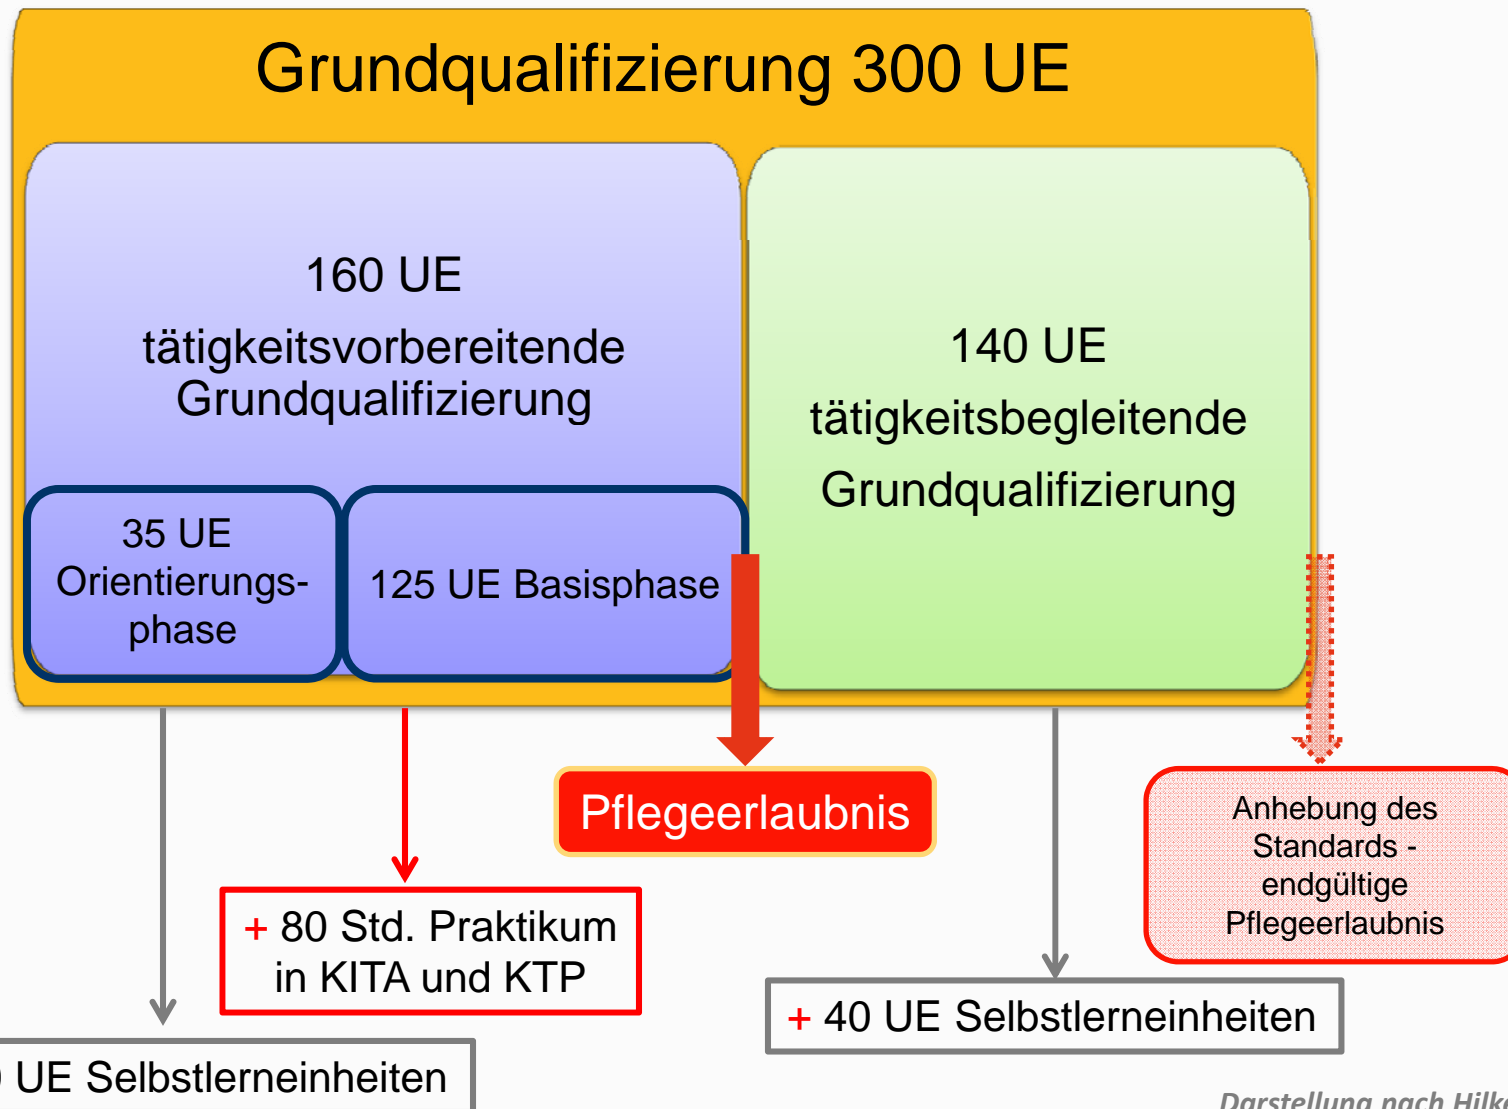 Grundqualifizierung 300 UE
160 UE
tätigkeitsvorbereitende
Grundqualifizierung
35 UE
Orientierungs-
phase
125 UE Basisphase
140 UE
tätigkeitsbegleitende
Grundqualifizierung
Pflegeerlaubnis
Anhebung des
Standards -
endgültige
Pflegeerlaubnis
+ 80 Std. Praktikum
in KITA und KTP
+ 40 UE Selbstlerneinheiten
UE Selbstlerneinheiten
Darstellung nach